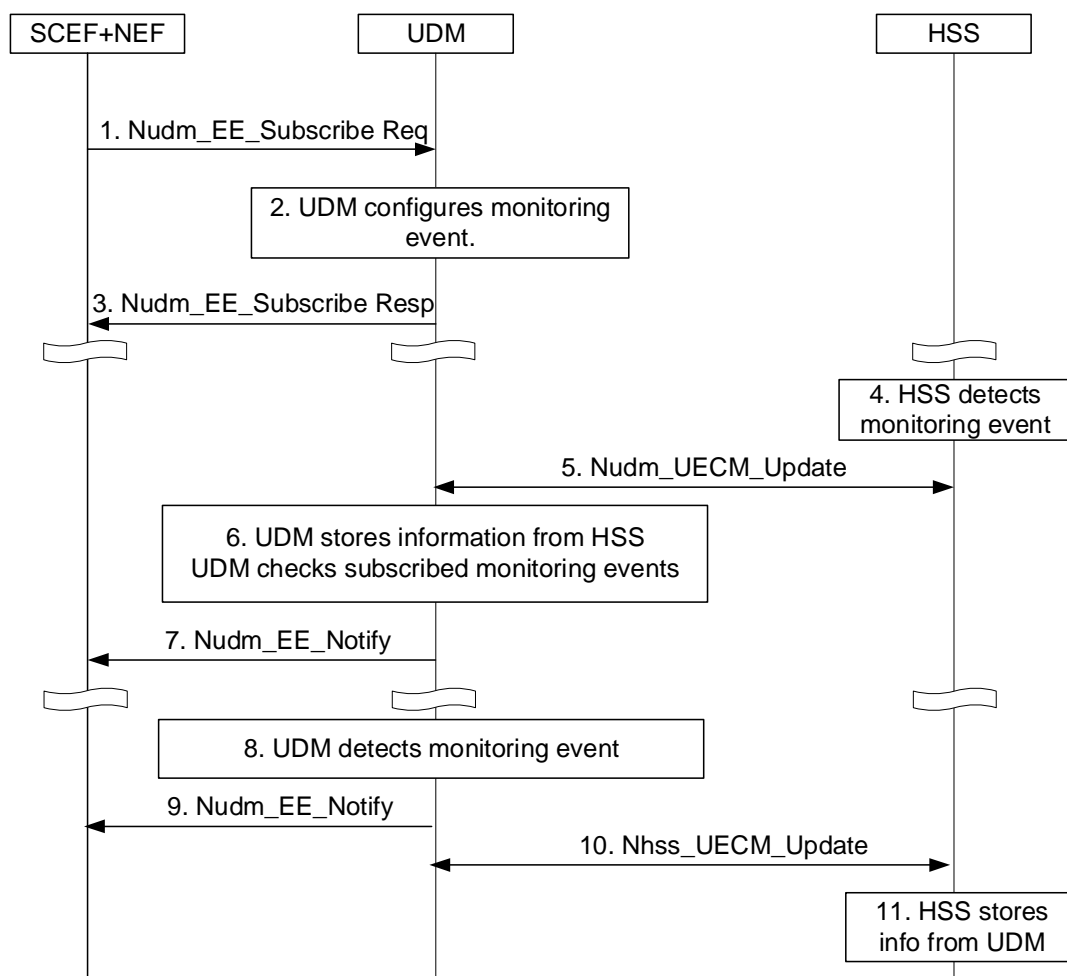 SCEF+NEF
UDM
HSS
1. Nudm_EE_Subscribe Req
2. UDM configures monitoring
event.
3. Nudm_EE_Subscribe Resp
4. HSS detects
monitoring event
5. Nudm_UECM_Update
6. UDM stores information from HSS
UDM checks subscribed monitoring events
7. Nudm_EE_Notify
8. UDM detects monitoring event
9. Nudm_EE_Notify
10. Nhss_UECM_Update
11. HSS stores
info from UDM